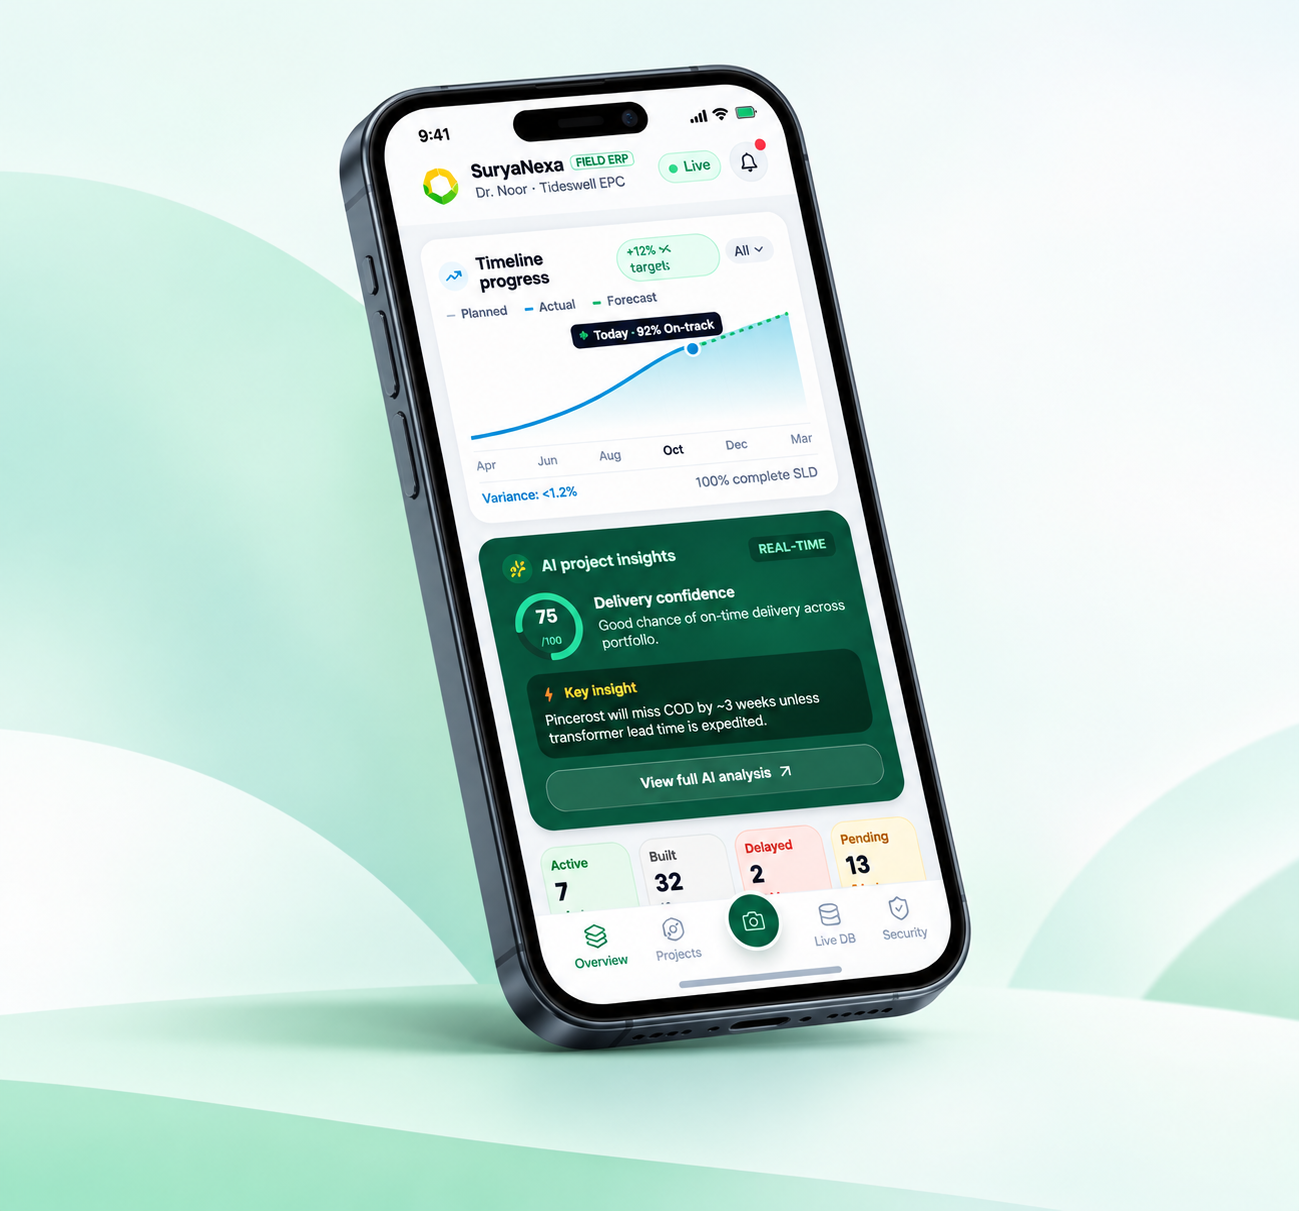 9:41
SuryaNexa FIELD ERP
Live
Dr. Noor · Tideswell EPC
Timeline
progress
+12%
targets
All
Planned Actual Forecast
Today · 92% On-track
Apr Jun Aug Oct Dec Mar
Variance: <1.2% 100% complete SLD
AI project insights REAL-TIME
75
/100
Delivery confidence
Good chance of on-time delivery across
portfollo.
Key insight
Pincerost will miss COD by ~3 weeks unless
transformer lead time is expedited.
View full AI analysis
Active Built Delayed Pending
7 32 2 13
Overview Projects Live DB Security